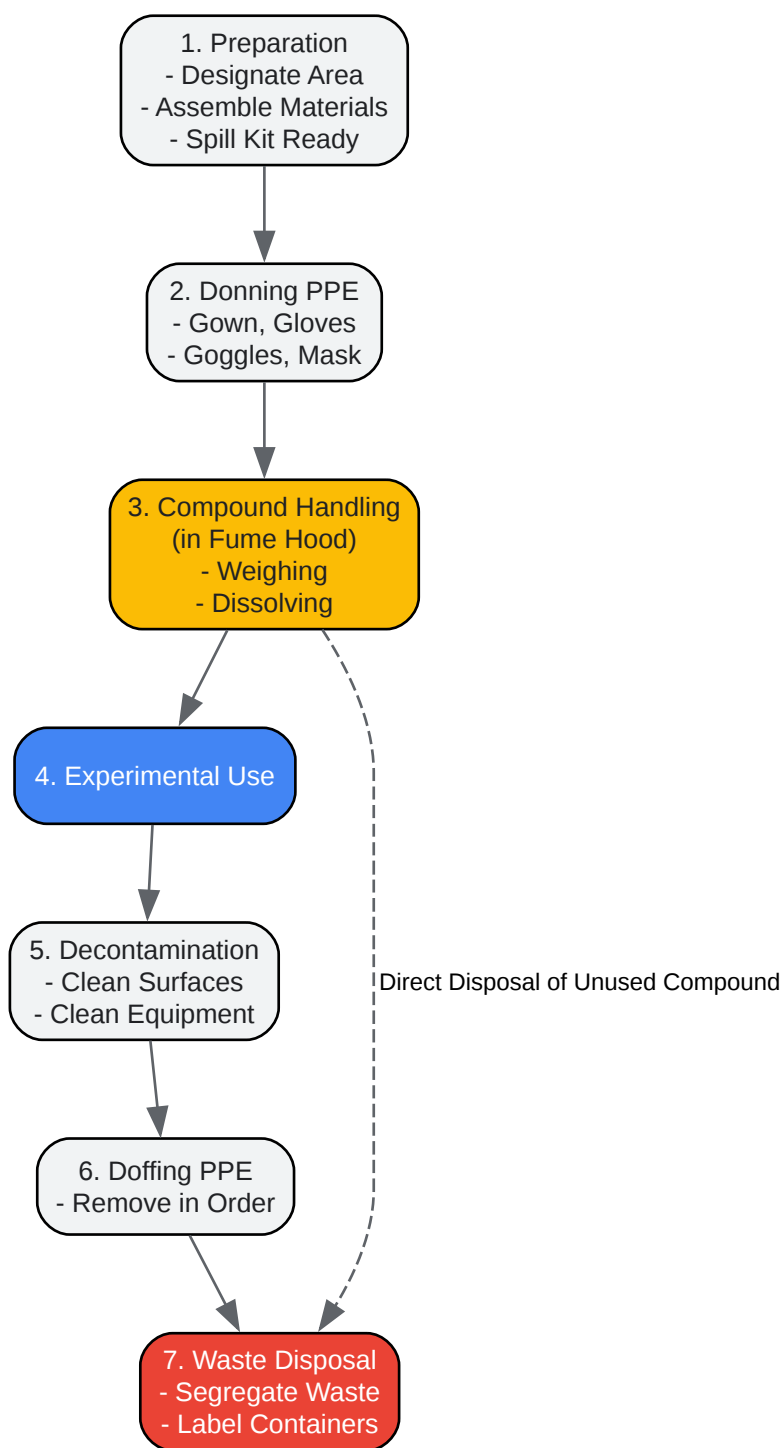 1. Preparation
- Designate Area
- Assemble Materials
- Spill Kit Ready
2. Donning PPE
- Gown, Gloves
- Goggles, Mask
3. Compound Handling
(in Fume Hood)
- Weighing
- Dissolving
4. Experimental Use
5. Decontamination
- Clean Surfaces
- Clean Equipment
Direct Disposal of Unused Compound
6. Doffing PPE
- Remove in Order
7. Waste Disposal
- Segregate Waste
- Label Containers